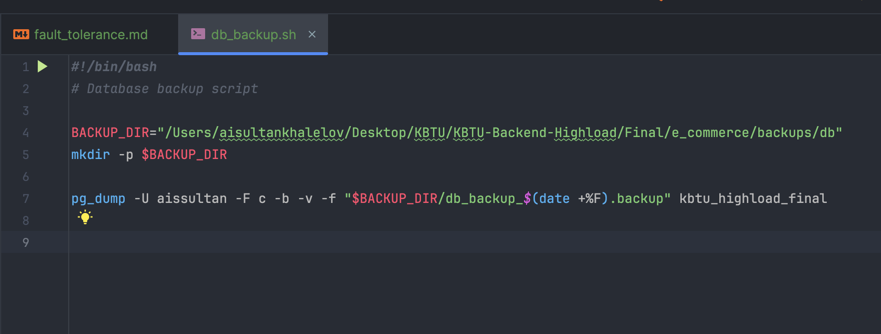 fault_tolerance.md
db_backup.sh
1 #!/bin/bash
2 # Database backup script
3
4 BACKUP_DIR="/Users/aisultankhalelov/Desktop/KBTU/KBTU-Backend-Highload/Final/e_commerce/backups/db"
5 mkdir -p $BACKUP_DIR
6
7 pg_dump -U aissultan -F c -b -v -f "$BACKUP_DIR/db_backup_$(date +%F).backup" kbtu_highload_final
8
9